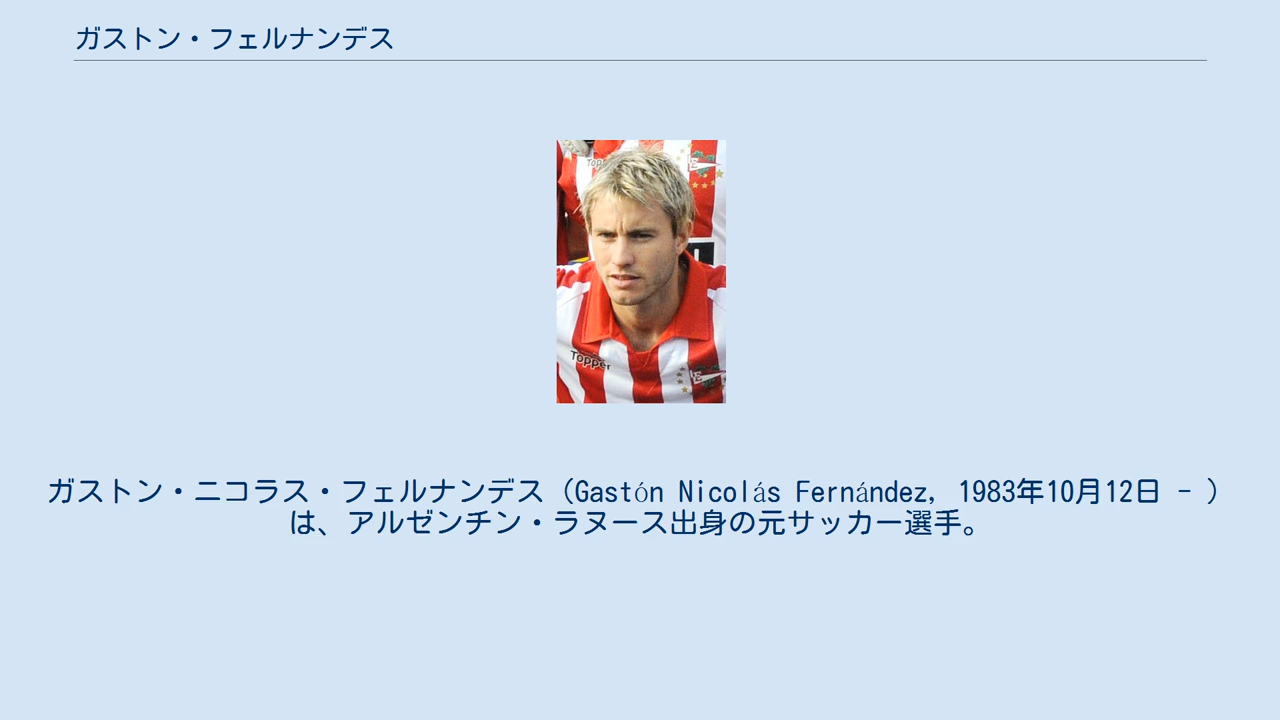 ガストン・フェルナンデス
Topper
ガストン・ニコラス・フェルナンデス（Gastón Nicolás Fernández, 1983年10月12日 - ）
は、アルゼンチン・ラヌース出身の元サッカー選手。